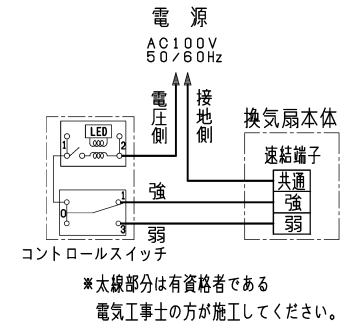 電源
AC100V
50/60Hz
電圧側
接地側
換気扇本体
LED
速結端子
1
2
共通
強
強
1
0
弱
3
弱
コントロールスイッチ
※太線部分は有資格者である
電気工事士の方が施工してください。